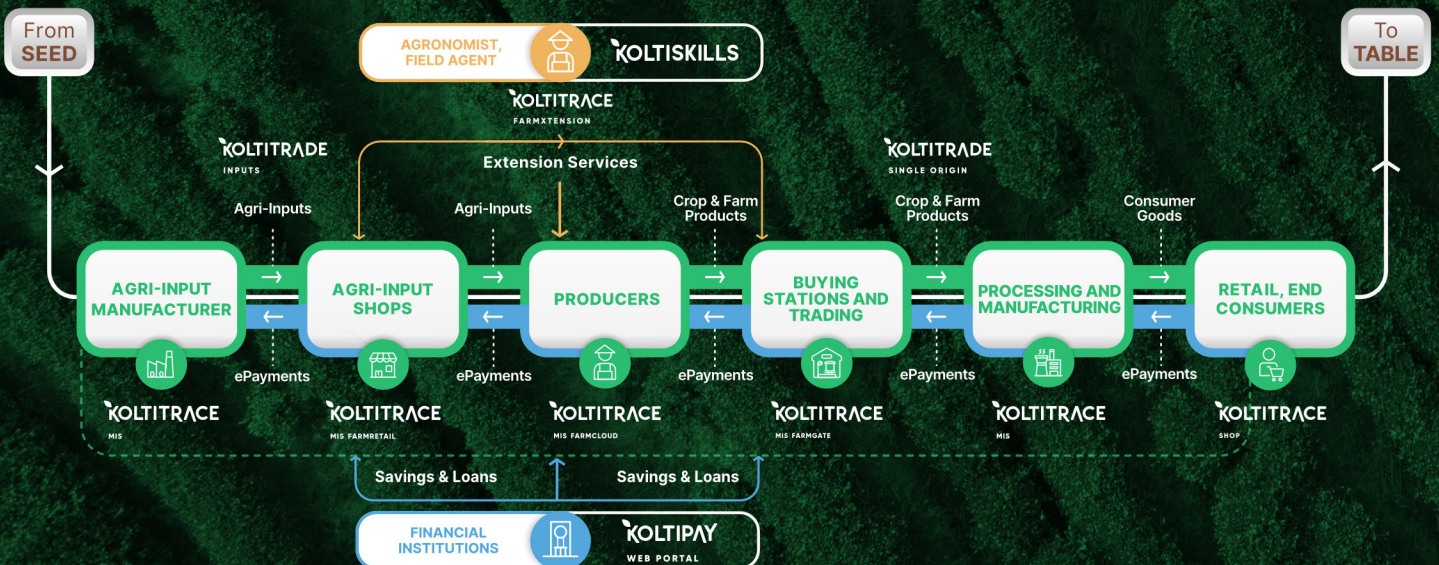 From
SEED
To
TABLE
AGRONOMIST,
FIELD AGENT
KOLTISKILLS
KOLTITRACE
FARMXTENSION
Extension Services
KOLTITRADE
INPUTS
KOLTITRADE
SINGLE ORIGIN
Agri-Inputs
Agri-Inputs
Crop & Farm
Products
Crop & Farm
Products
Consumer
Goods
AGRI-INPUT
MANUFACTURER
AGRI-INPUT
SHOPS
PRODUCERS
BUYING
STATIONS AND
TRADING
PROCESSING AND
MANUFACTURING
RETAIL, END
CONSUMERS
ePayments
ePayments
ePayments
ePayments
ePayments
KOLTITRACE
MIS
KOLTITRACE
MIS FARMRETAIL
KOLTITRACE
MIS FARMCLOUD
KOLTITRACE
MIS FARMGATE
KOLTITRACE
MIS
KOLTITRACE
SHOP
Savings & Loans
Savings & Loans
FINANCIAL
INSTITUTIONS
KOLTIPAY
WEB PORTAL